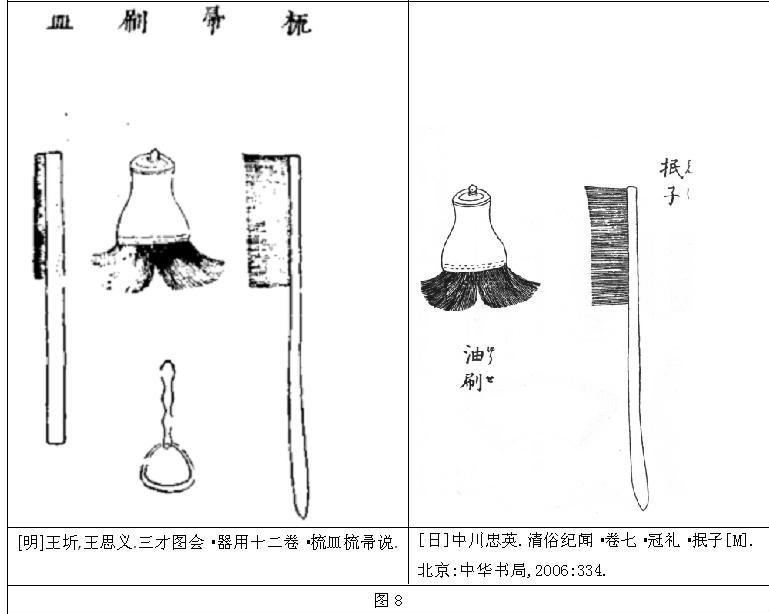 皿 刷 帚 梳
抿子
油刷
[明]王圻,王思义.三才图会·器用十二卷·梳皿梳帚说.
[日]中川忠英.清俗纪闻·卷七·冠礼·抿子[M].
北京:中华书局,2006:334.
图8